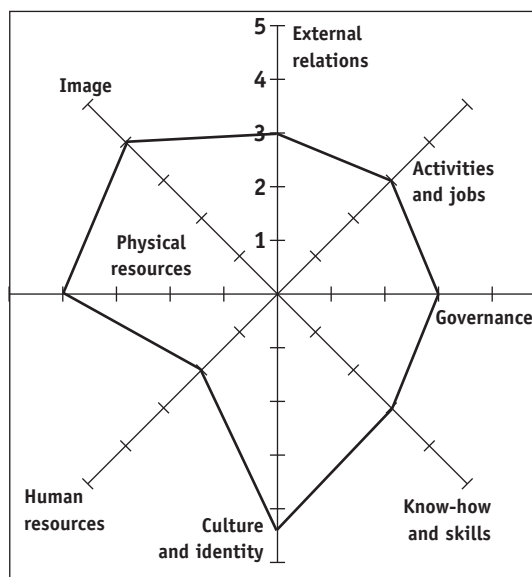 5
External
relations
4
Image
3
Activities
and jobs
2
Physical
resources
1
Governance
Human
resources
Culture
and identity
Know-how
and skills